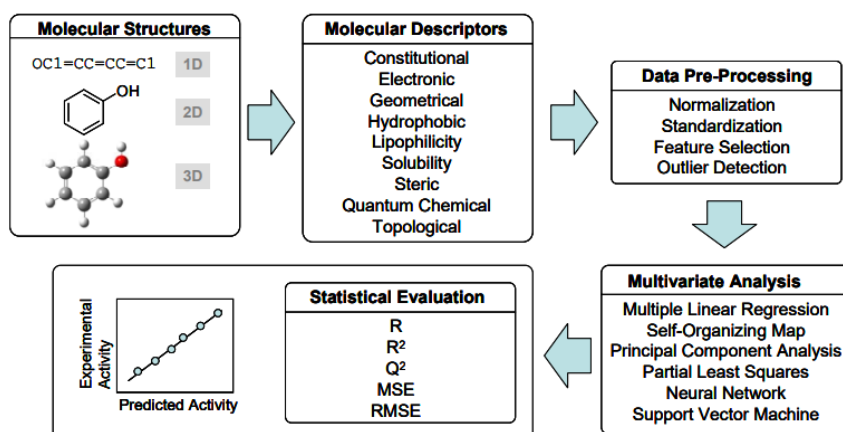 Molecular Structures
OC1=CC=CC=C1
1D
OH
2D
3D
Molecular Descriptors
Constitutional
Electronic
Geometrical
Hydrophobic
Lipophilicity
Solubility
Steric
Quantum Chemical
Topological
Data Pre-Processing
Normalization
Standardization
Feature Selection
Outlier Detection
Multivariate Analysis
Multiple Linear Regression
Self-Organizing Map
Principal Component Analysis
Partial Least Squares
Neural Network
Support Vector Machine
Statistical Evaluation
R
R²
Q²
MSE
RMSE
Experimental
Activity
Predicted Activity